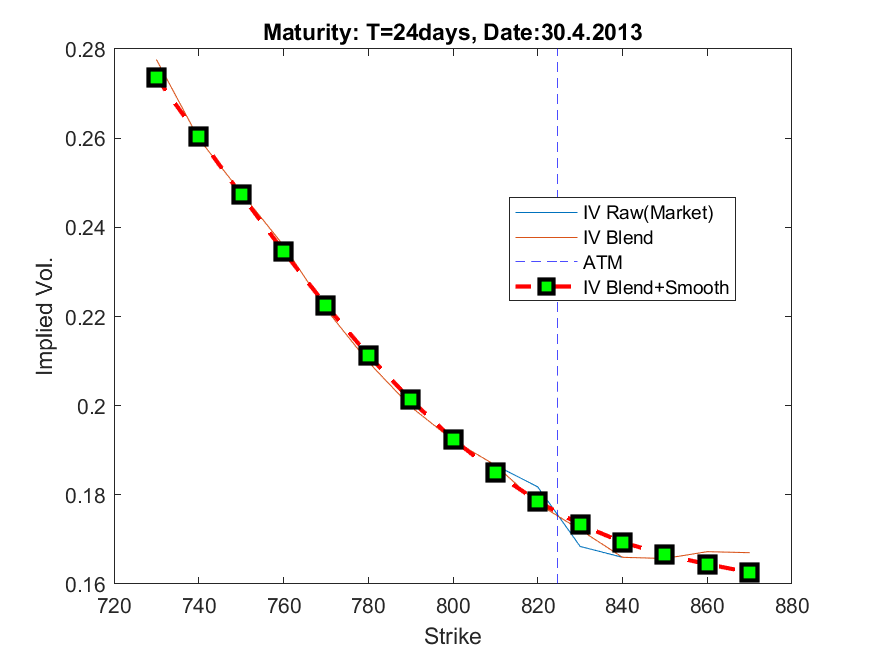 Maturity: T=24days, Date:30.4.2013
0.28
0.26
0.24
0.22
0.2
0.18
0.16
Implied Vol.
IV Raw(Market)
IV Blend
ATM
IV Blend+Smooth
720 740 760 780 800 820 840 860 880
Strike